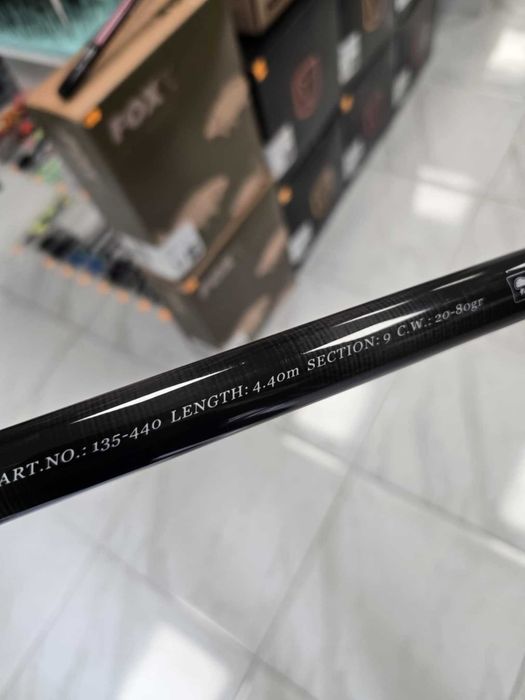 FOX
ART.NO.: 135-440 LENGTH: 4.40m SECTION: 9 C.W.: 20-80gr